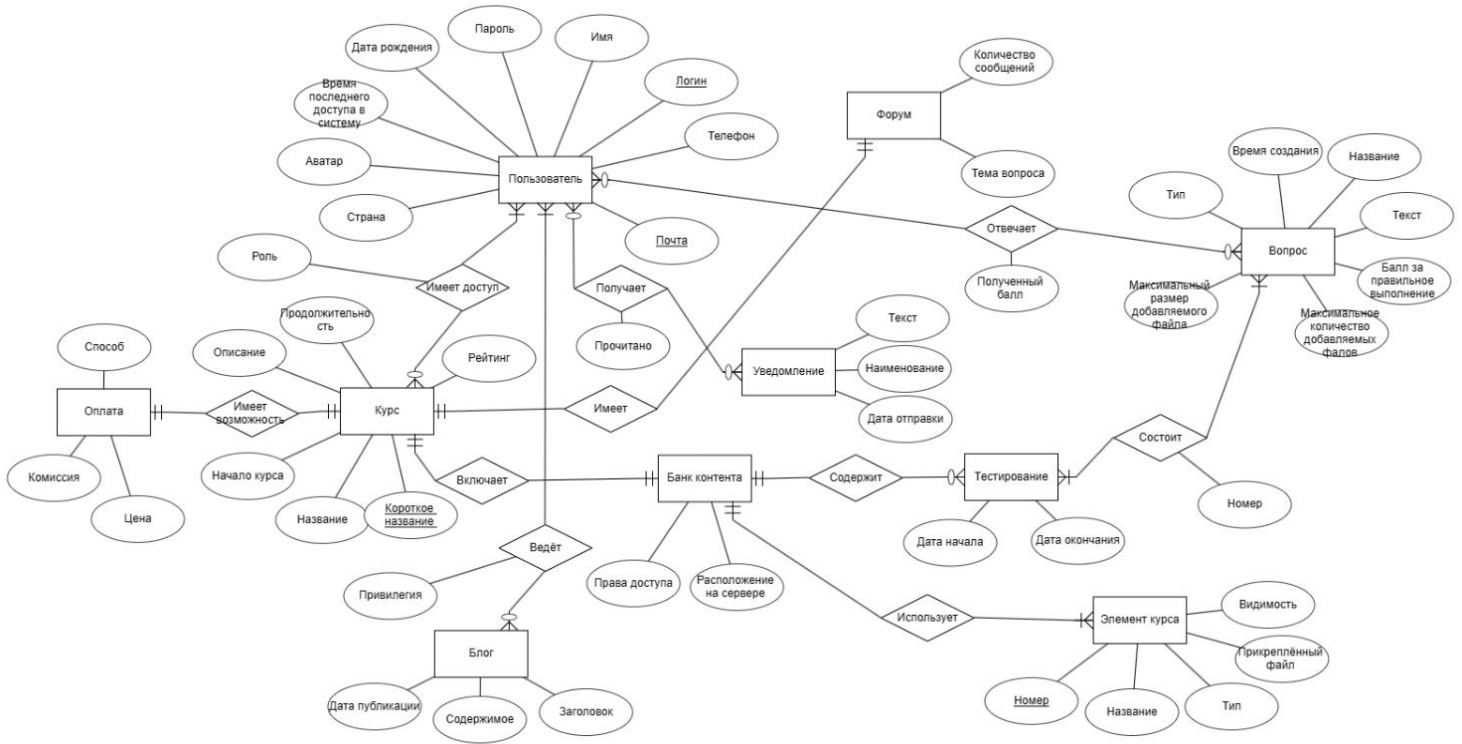 Пароль
Имя
Дата рождения
Логин
Время
последнего
доступа в
систему
Телефон
Аватар
Пользователь
Страна
Почта
Количество
сообщений
Форум
Тема вопроса
Время создания
Название
Тип
Текст
Вопрос
Балл за
правильное
выполнение
Максимальный
размер
добавляемого
файла
Максимальное
количество
добавляемых
фалов
Отвечает
Полученный
балл
Роль
Имеет доступ
Получает
Прочитано
Продолжительно
сть
Описание
Рейтинг
Способ
Оплата
Имеет
возможность
Курс
Имеет
Комиссия
Цена
Начало курса
Название
Короткое
название
Текст
Уведомление
Наименование
Дата отправки
Включает
Банк контента
Содержит
Тестирование
Состоит
Номер
Дата начала
Дата окончания
Права доступа
Расположение
на сервере
Ведёт
Привилегия
Блог
Дата публикации
Содержимое
Заголовок
Использует
Элемент курса
Видимость
Прикреплённый
файл
Номер
Название
Тип